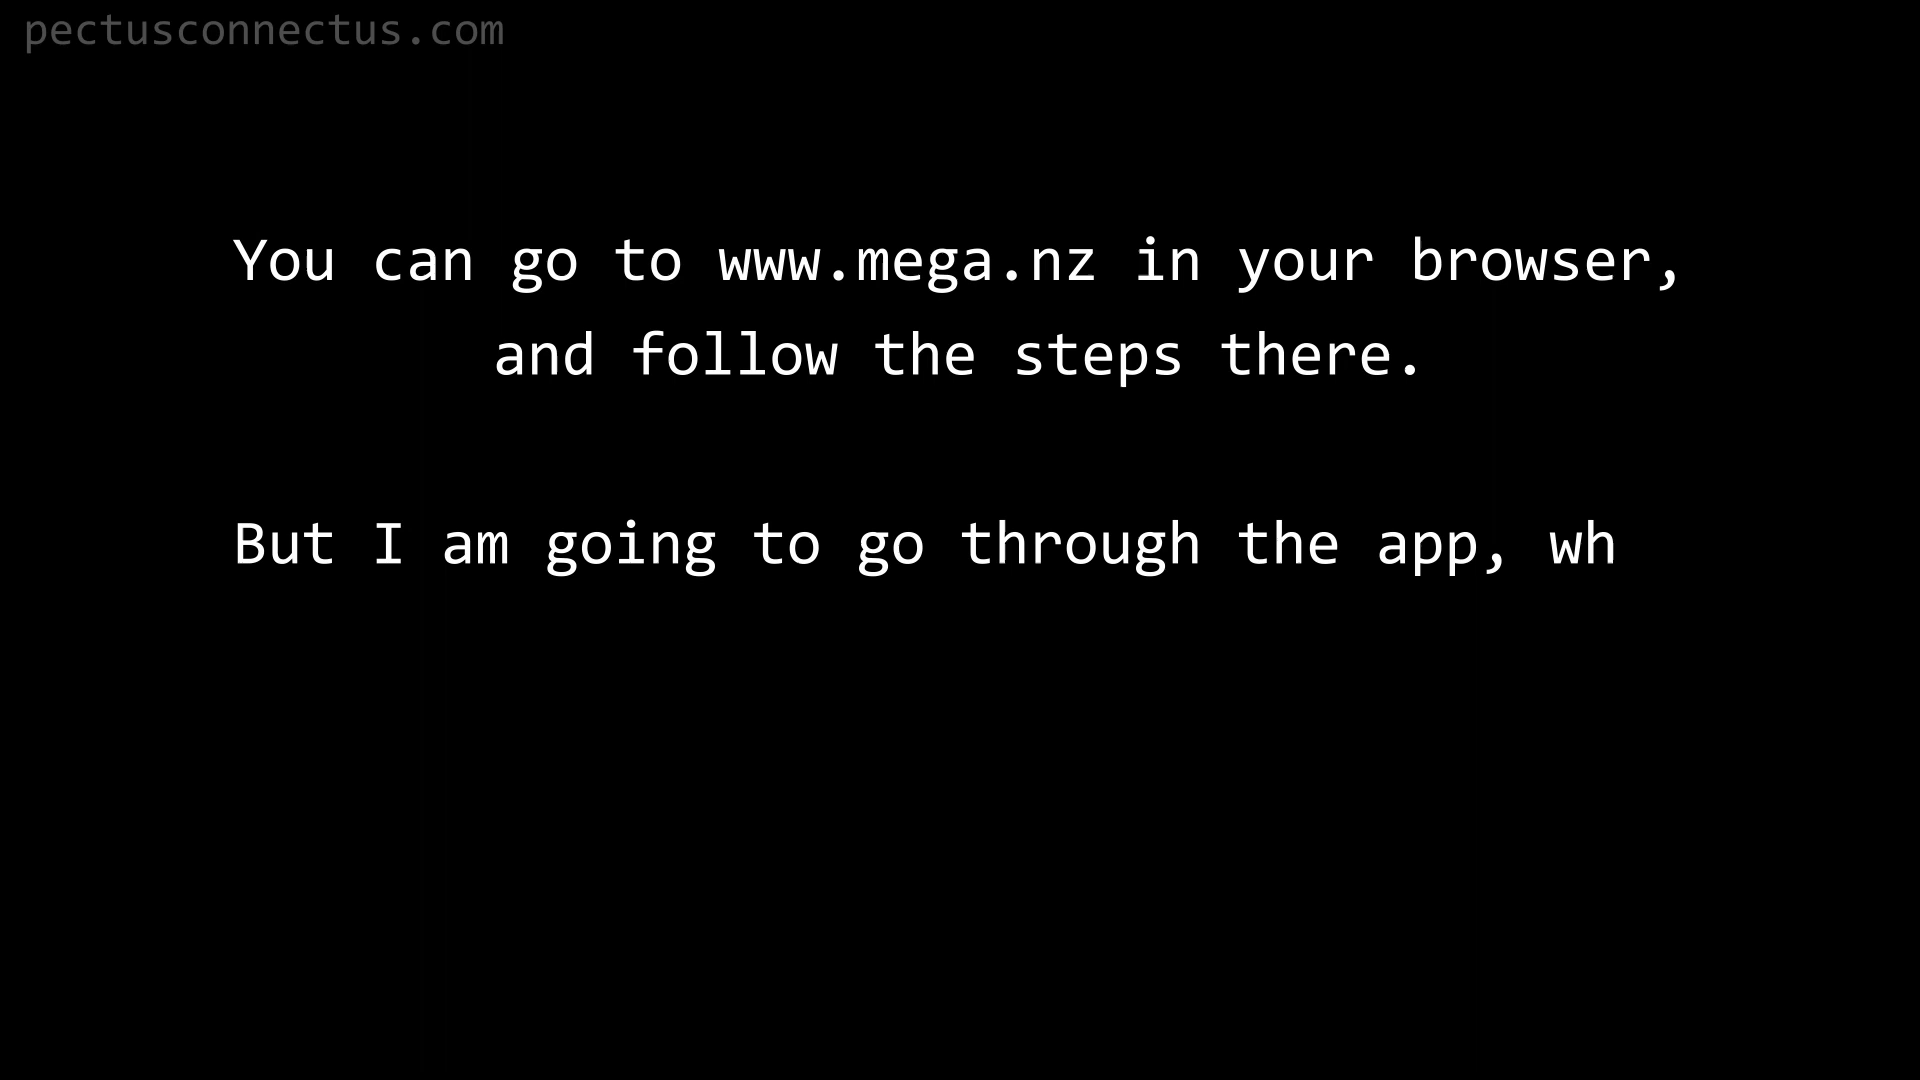 pectusconnectus.com
You can go to www.mega.nz in your browser,
and follow the steps there.
But I am going to go through the app, wh